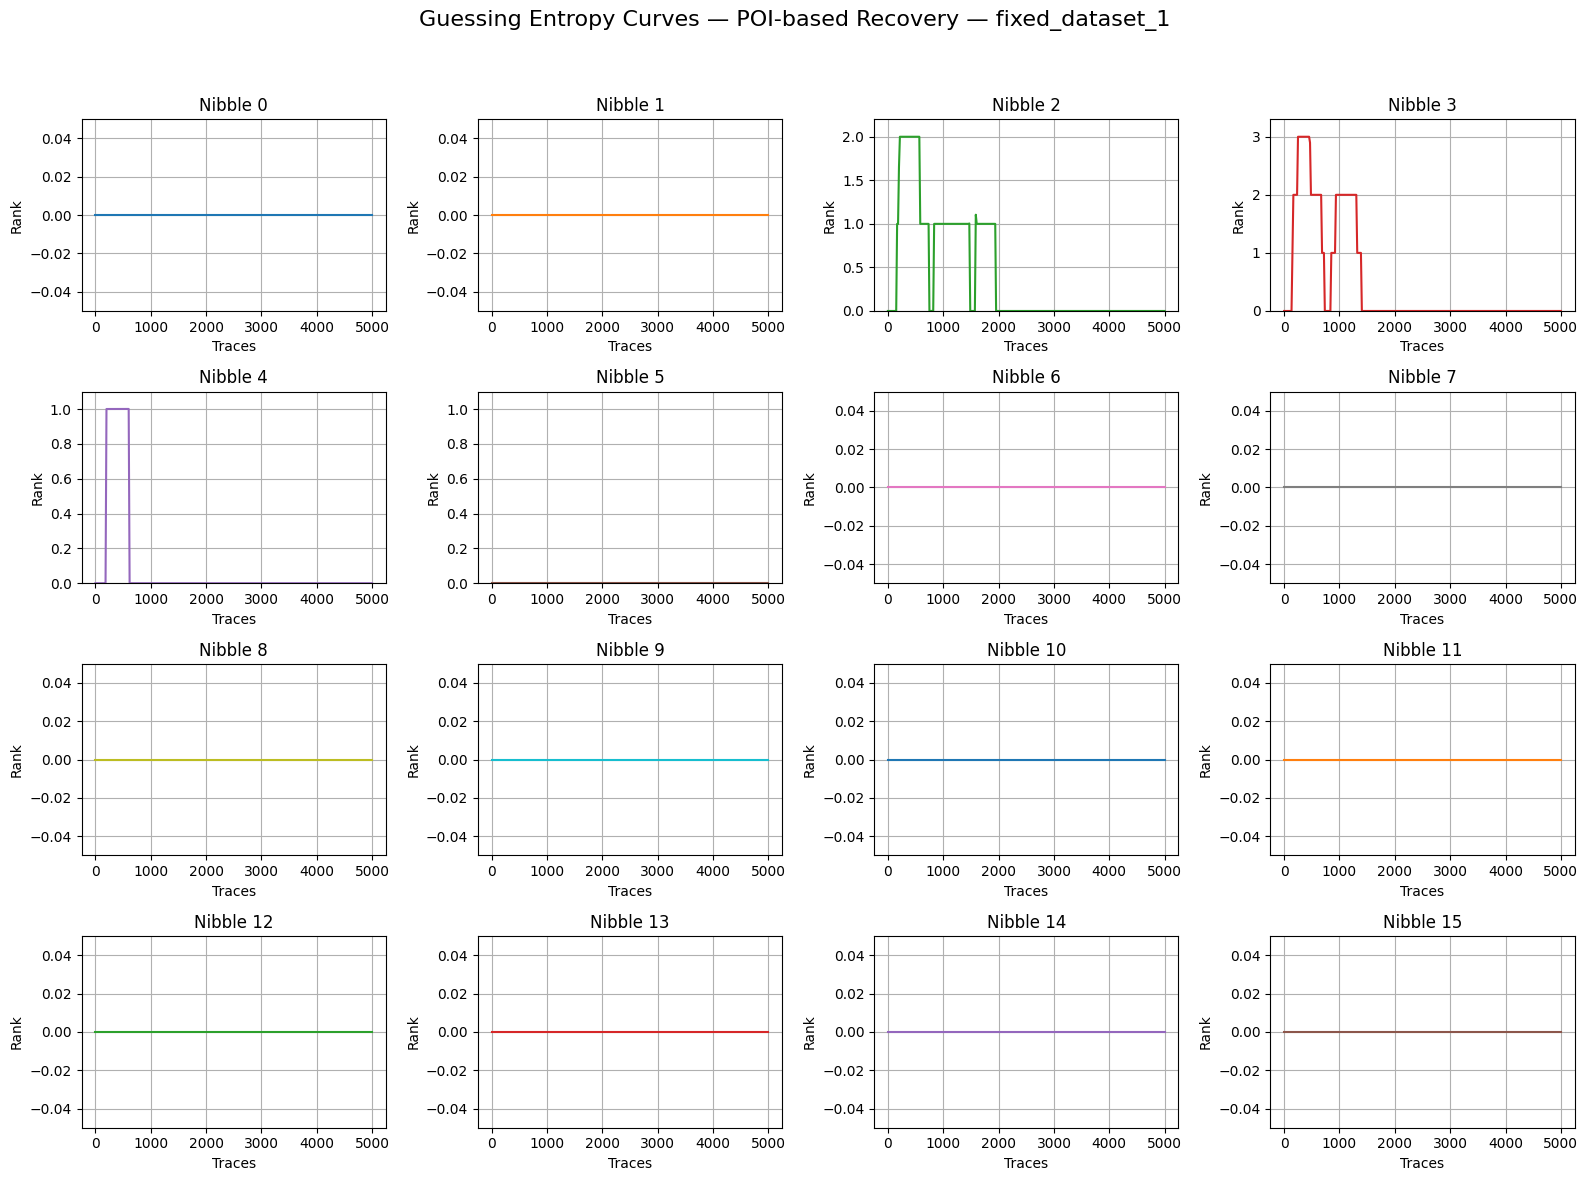 Guessing Entropy Curves — POI-based Recovery — fixed_dataset_1
Nibble 0
Rank
0.04
0.02
0.00
−0.02
−0.04
0 1000 2000 3000 4000 5000
Traces
Nibble 1
Rank
0.04
0.02
0.00
−0.02
−0.04
0 1000 2000 3000 4000 5000
Traces
Nibble 2
Rank
2.0
1.5
1.0
0.5
0.0
0 1000 2000 3000 4000 5000
Traces
Nibble 3
Rank
3
2
1
0
0 1000 2000 3000 4000 5000
Traces
Nibble 4
Rank
1.0
0.8
0.6
0.4
0.2
0.0
0 1000 2000 3000 4000 5000
Traces
Nibble 5
Rank
1.0
0.8
0.6
0.4
0.2
0.0
0 1000 2000 3000 4000 5000
Traces
Nibble 6
Rank
0.04
0.02
0.00
−0.02
−0.04
0 1000 2000 3000 4000 5000
Traces
Nibble 7
Rank
0.04
0.02
0.00
−0.02
−0.04
0 1000 2000 3000 4000 5000
Traces
Nibble 8
Rank
0.04
0.02
0.00
−0.02
−0.04
0 1000 2000 3000 4000 5000
Traces
Nibble 9
Rank
0.04
0.02
0.00
−0.02
−0.04
0 1000 2000 3000 4000 5000
Traces
Nibble 10
Rank
0.04
0.02
0.00
−0.02
−0.04
0 1000 2000 3000 4000 5000
Traces
Nibble 11
Rank
0.04
0.02
0.00
−0.02
−0.04
0 1000 2000 3000 4000 5000
Traces
Nibble 12
Rank
0.04
0.02
0.00
−0.02
−0.04
0 1000 2000 3000 4000 5000
Traces
Nibble 13
Rank
0.04
0.02
0.00
−0.02
−0.04
0 1000 2000 3000 4000 5000
Traces
Nibble 14
Rank
0.04
0.02
0.00
−0.02
−0.04
0 1000 2000 3000 4000 5000
Traces
Nibble 15
Rank
0.04
0.02
0.00
−0.02
−0.04
0 1000 2000 3000 4000 5000
Traces